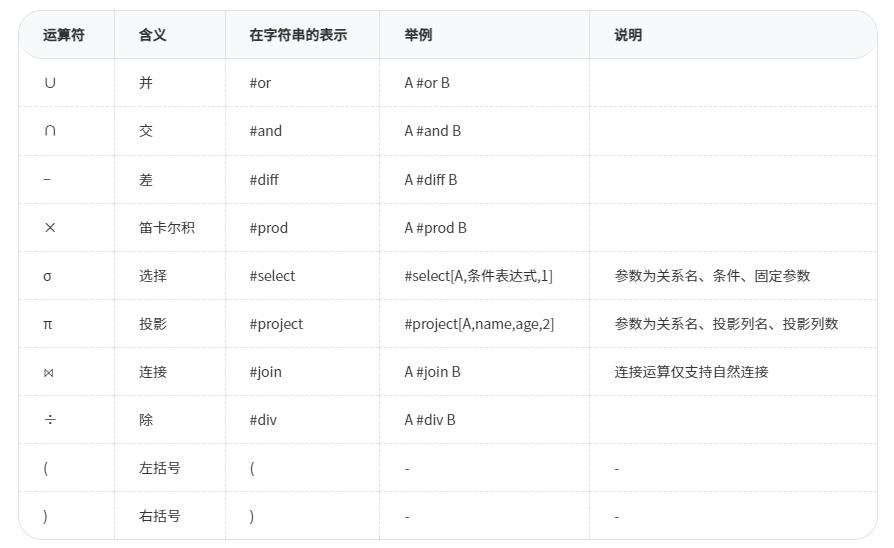 运算符 含义 在字符串的表示 举例 说明
∪ 并 #or A #or B
∩ 交 #and A #and B
− 差 #diff A #diff B
× 笛卡尔积 #prod A #prod B
σ 选择 #select #select[A,条件表达式,1] 参数为关系名、条件、固定参数
π 投影 #project #project[A,name,age,2] 参数为关系名、投影列名、投影列数
⋈ 连接 #join A #join B 连接运算仅支持自然连接
÷ 除 #div A #div B
( 左括号 ( - -
) 右括号 ) - -